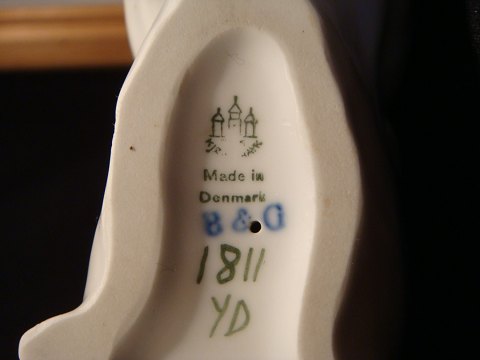 Made in
Denmark
B & G
1811
YD